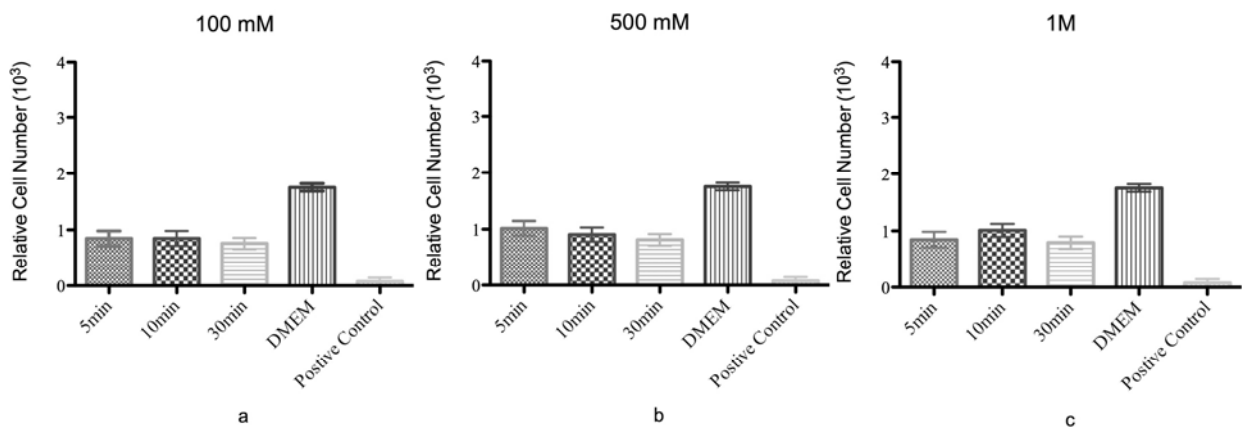 100 mM
Relative Cell Number (10³)
4
3
2
1
0
5min
10min
30min
DMEM
Postive Control
a
500 mM
Relative Cell Number (10³)
4
3
2
1
0
5min
10min
30min
DMEM
Postive Control
b
1M
Relative Cell Number (10³)
4
3
2
1
0
5min
10min
30min
DMEM
Postive Control
c